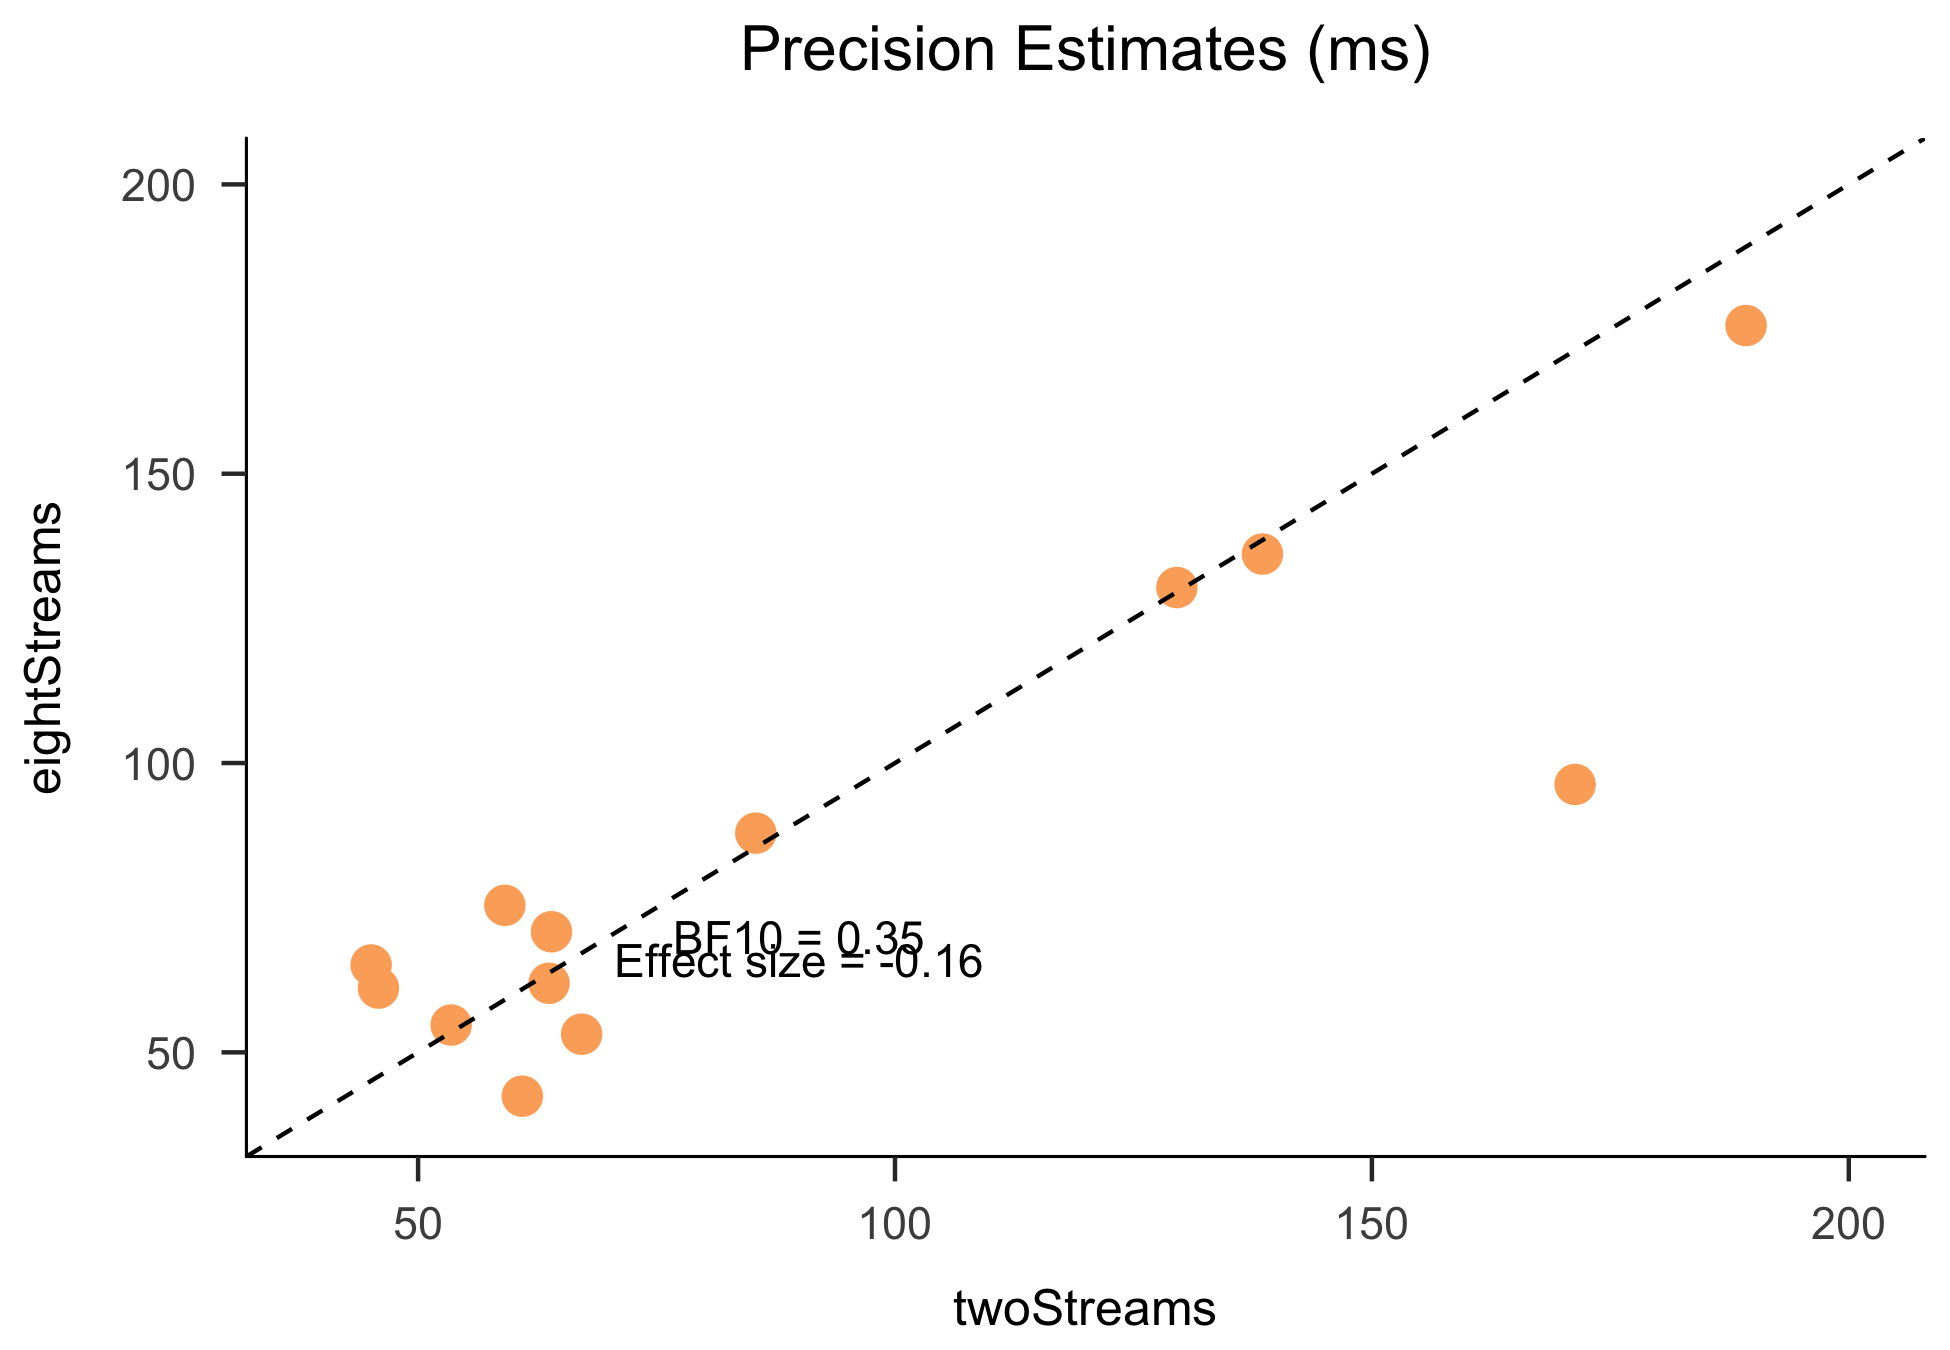 Precision Estimates (ms)
200
150
100
50
eightStreams
BF10 = 0.35
Effect size = -0.16
50 100 150 200
twoStreams